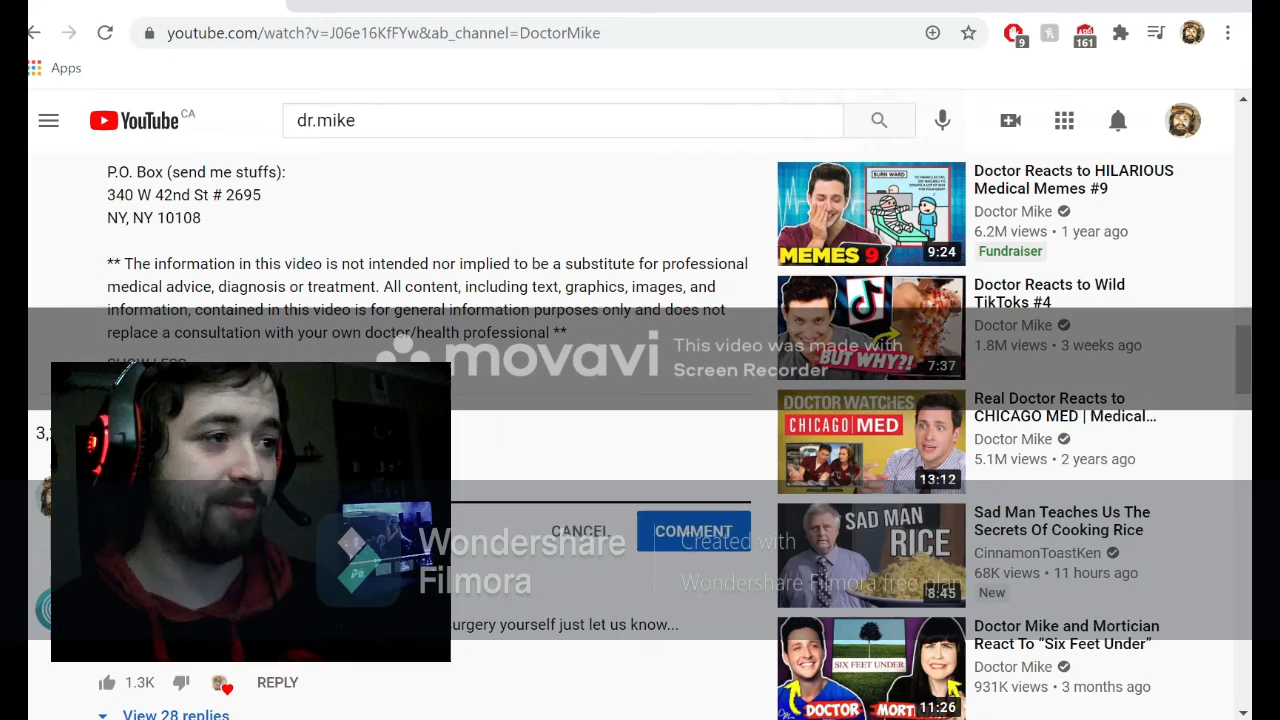 youtube.com/watch?v=J06e16KfFYw&ab_channel=DoctorMike
9
161
Apps
YouTube CA
dr.mike
P.O. Box (send me stuffs):
340 W 42nd St # 2695
NY, NY 10108
** The information in this video is not intended or implied to be a substitute for professional
medical advice, diagnosis or treatment. All content, including text, graphics, images, and
information, contained in this video is for general information purposes only and does not
replace a consultation with your own doctor/health professional **
SHOW LESS
movavi
This video was made with
Screen Recorder
CANCEL
COMMENT
Wondershare
Filmora
Created with
Wondershare Filmora free plan
surgery yourself just let us know...
1.3K
REPLY
View 28 replies
BURN WARD
MEMES 9
9:24
Doctor Reacts to HILARIOUS
Medical Memes #9
Doctor Mike
6.2M views • 1 year ago
Fundraiser
BUT WHY?!
7:37
Doctor Reacts to Wild
TikToks #4
Doctor Mike
1.8M views • 3 weeks ago
DOCTOR WATCHES
CHICAGO MED
13:12
Real Doctor Reacts to
CHICAGO MED | Medical...
Doctor Mike
5.1M views • 2 years ago
SAD MAN
RICE
8:45
Sad Man Teaches Us The
Secrets Of Cooking Rice
CinnamonToastKen
68K views • 11 hours ago
New
SIX FEET UNDER
DOCTOR
11:26
Doctor Mike and Mortician
React To “Six Feet Under”
Doctor Mike
931K views • 3 months ago